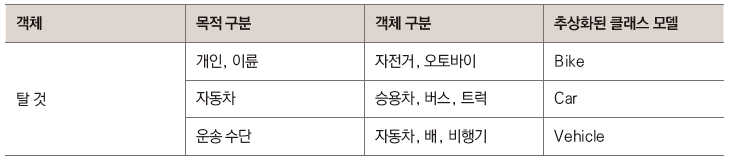 객체 목적 구분 객체 구분 추상화된 클래스 모델
개인, 이륜 자전거, 오토바이 Bike
탈 것 자동차 승용차, 버스, 트럭 Car
운송 수단 자동차, 배, 비행기 Vehicle